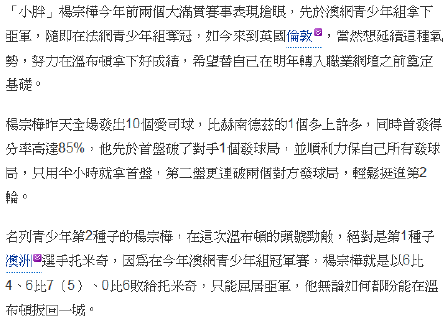 「小胖」楊宗樺今年前兩個大滿貫賽事表現搶眼，先於澳網青少年組拿下
亞軍，隨即在法網青少年組奪冠，如今來到英國倫敦，當然想延續這種氣
勢，努力在溫布頓拿下好成績，希望替自己在明年轉入職業網壇之前奠定
基礎。
楊宗樺昨天全場發出10個愛司球，比赫南德茲的1個多上許多，同時首發得
分率高達85%，他先於首盤破了對手1個發球局，並順利力保自己所有發球
局，只用半小時就拿首盤，第二盤更連破兩個對方發球局，輕鬆挺進第2
輪。
名列青少年第2種子的楊宗樺，在這次溫布頓的頭號勁敵，絕對是第1種子
澳洲選手托米奇，因為在今年澳網青少年組冠軍賽，楊宗樺就是以6比
4、6比7（5）、0比6敗給托米奇，只能屈居亞軍，他無論如何都盼能在溫
布頓扳回一城。